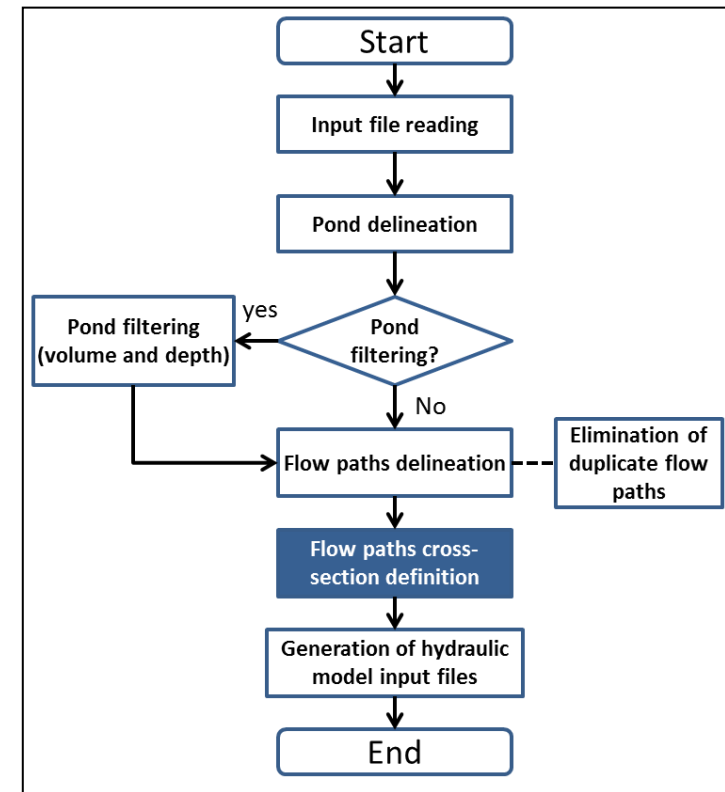 Start
Input file reading
Pond delineation
yes
Pond filtering
(volume and depth)
Pond
filtering?
No
Flow paths delineation
Elimination of
duplicate flow
paths
Flow paths cross-
section definition
Generation of hydraulic
model input files
End